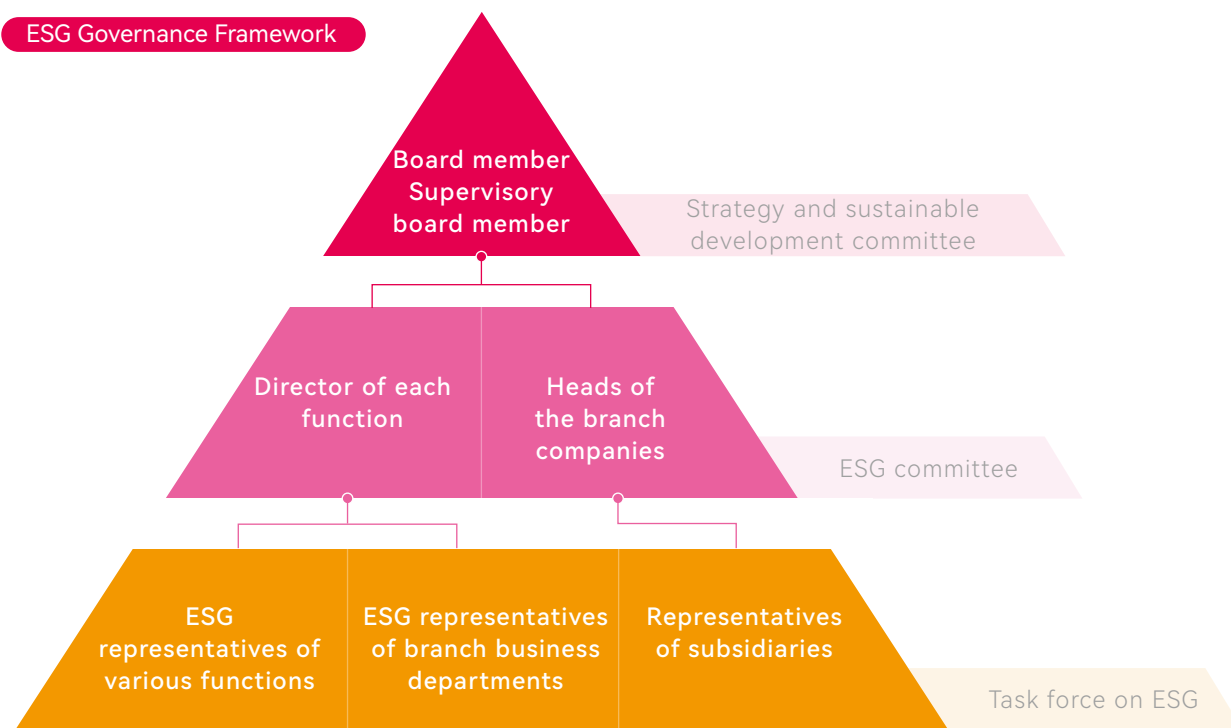 ESG Governance Framework
Board member
Supervisory
board member
Strategy and sustainable
development committee
Director of each
function
Heads of
the branch
companies
ESG committee
ESG
representatives of
various functions
ESG representatives
of branch business
departments
Representatives
of subsidiaries
Task force on ESG